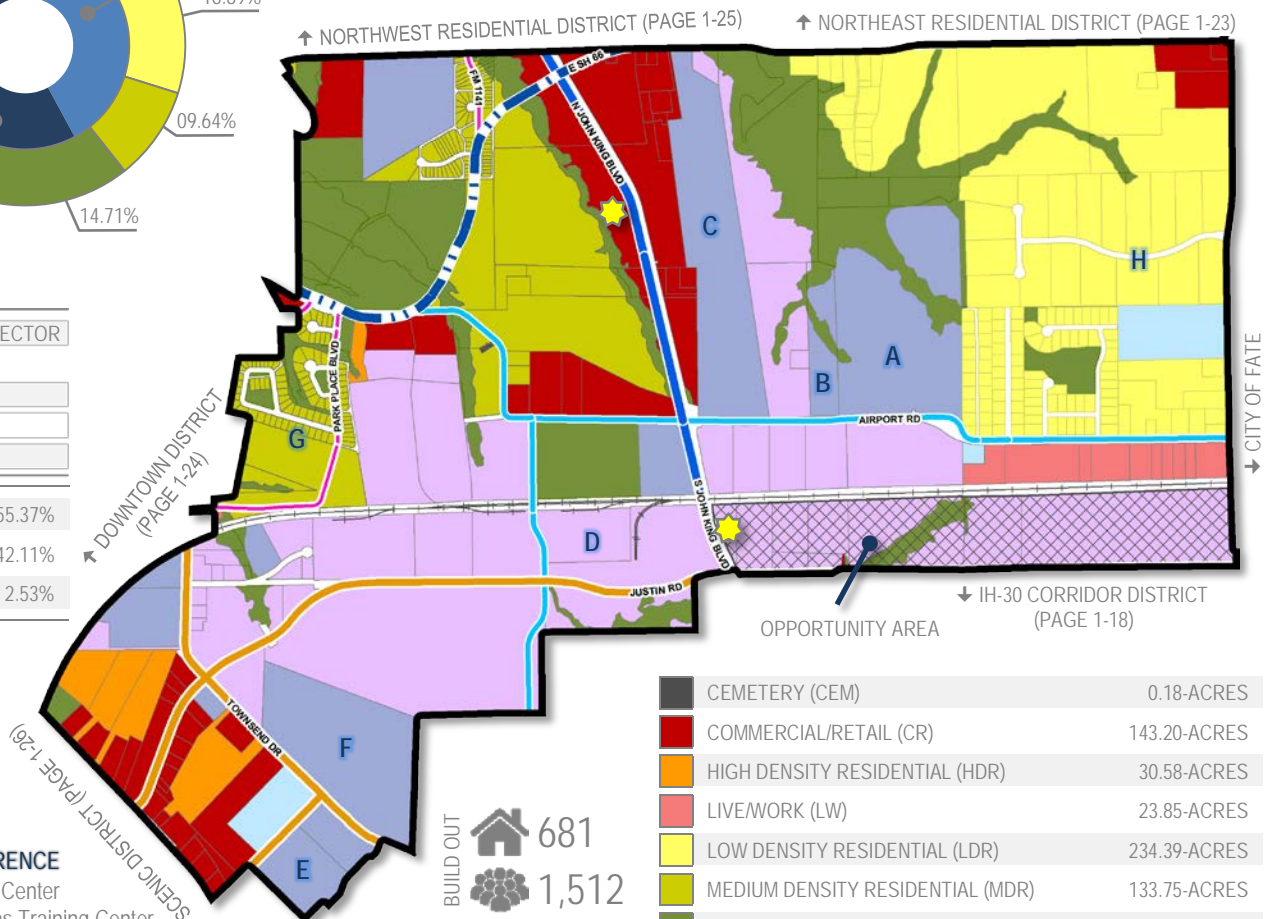 ↑ NORTHWEST RESIDENTIAL DISTRICT (PAGE 1-25)
↑ NORTHEAST RESIDENTIAL DISTRICT (PAGE 1-23)
09.64%
14.71%
E SH 66
FM 1141
N JOHN KING BLVD
C
H
A
B
ECTOR
PARK PLACE BLVD
AIRPORT RD
G
↓ CITY OF FATE
↖ DOWNTOWN DISTRICT
(PAGE 1-24)
S JOHN KING BLVD
55.37%
42.11%
2.53%
D
JUSTIN RD
OPPORTUNITY AREA
↓ IH-30 CORRIDOR DISTRICT
(PAGE 1-18)
TOWNSEND DR
F
E
SCENIC DISTRICT (PAGE 1-26)
CEMETERY (CEM) 0.18-ACRES
COMMERCIAL/RETAIL (CR) 143.20-ACRES
HIGH DENSITY RESIDENTIAL (HDR) 30.58-ACRES
LIVE/WORK (LW) 23.85-ACRES
LOW DENSITY RESIDENTIAL (LDR) 234.39-ACRES
MEDIUM DENSITY RESIDENTIAL (MDR) 133.75-ACRES
BUILD OUT
681
1,512
RENCE
Center
Training Center